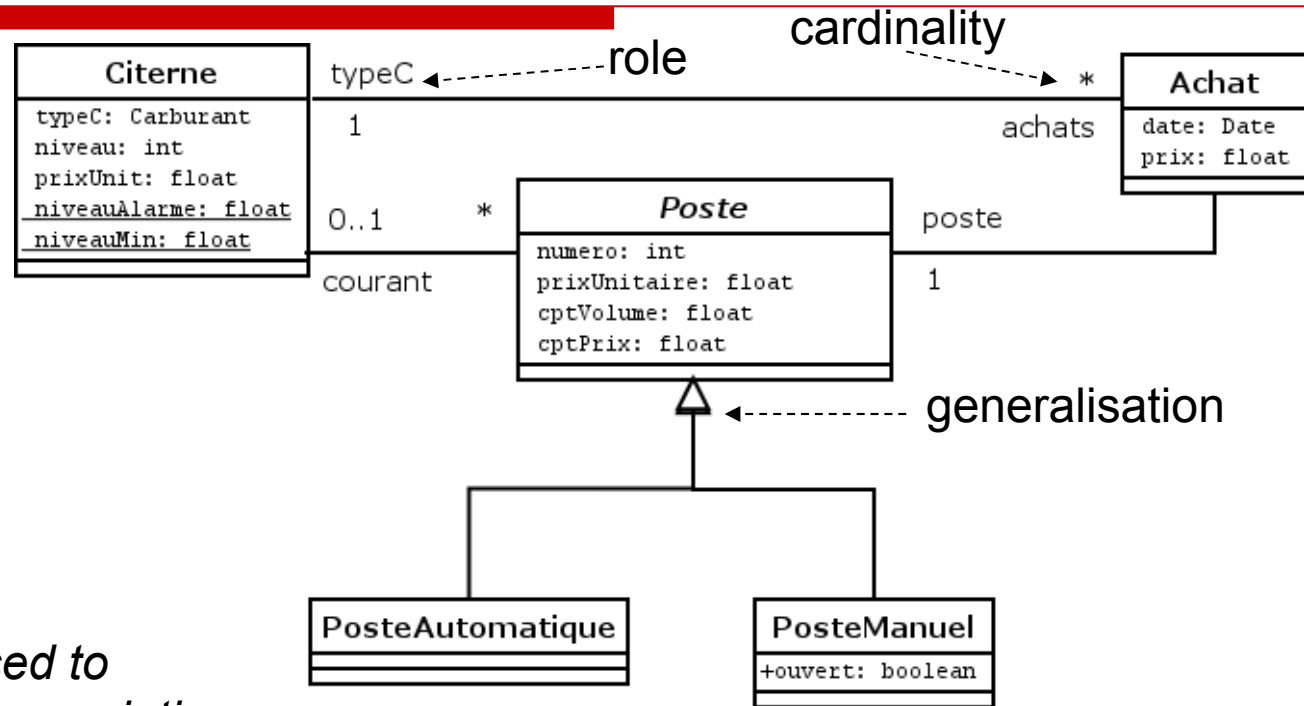 cardinality
role
Citerne
typeC: Carburant
niveau: int
prixUnit: float
niveauAlarme: float
niveauMin: float
typeC
1
*
achats
Achat
date: Date
prix: float
0..1
*
courant
Poste
numero: int
prixUnitaire: float
cptVolume: float
cptPrix: float
poste
1
generalisation
PosteAutomatique
PosteManuel
+ouvert: boolean
to